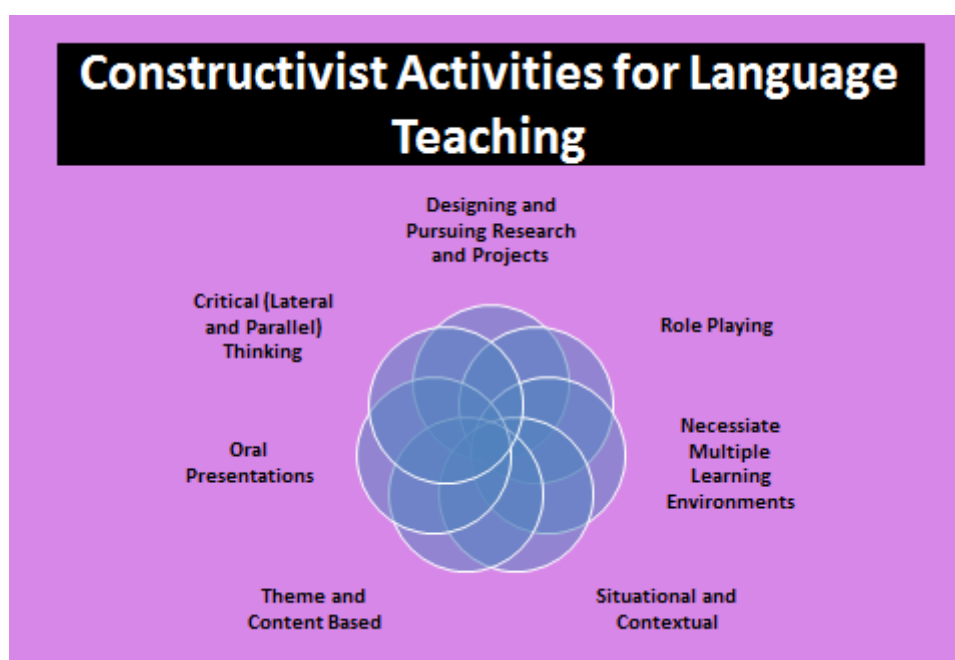 Constructivist Activities for Language
Teaching
Designing and
Pursuing Research
and Projects
Critical (Lateral
and Parallel)
Thinking
Role Playing
Oral
Presentations
Necessiate
Multiple
Learning
Environments
Theme and
Content Based
Situational and
Contextual